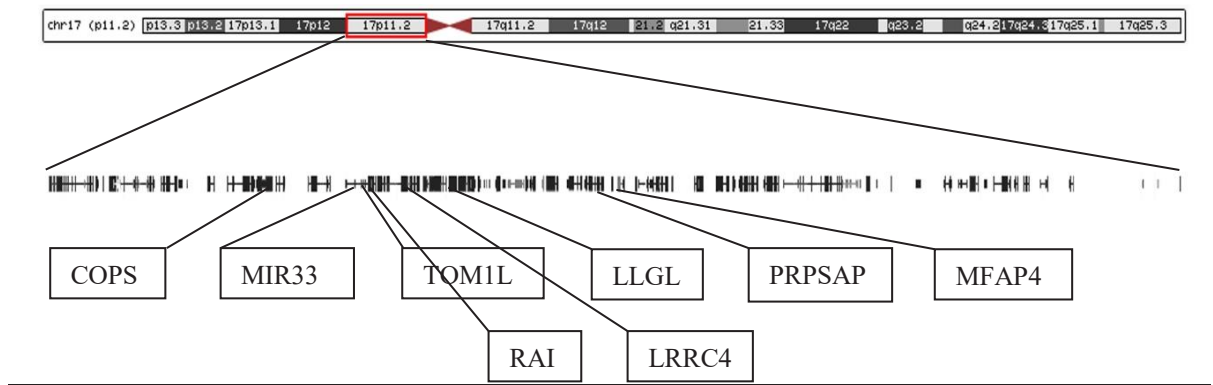 chr17 (p11.2) p13.3 p13.2 17p13.1 17p12 17p11.2 17q11.2 17q12 21.2 q21.31 21.33 17q22 q23.2 q24.2 17q24.3 17q25.1 17q25.3
COPS MIR33 TOM1L LLGL PRPSAP MFAP4
RAI LRRC4